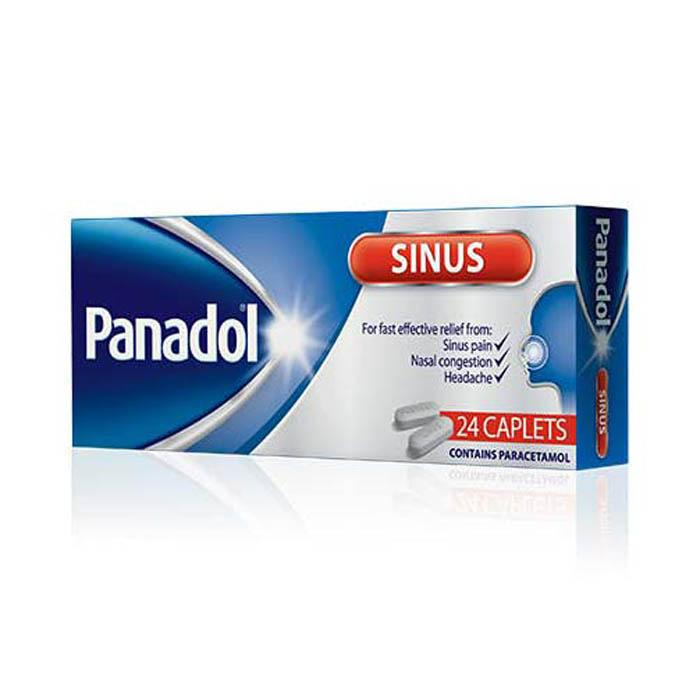 Panadol®
SINUS
For fast effective relief from:
Sinus pain ✓
Nasal congestion ✓
Headache ✓
24 CAPLETS
CONTAINS PARACETAMOL
Panadol
SINUS